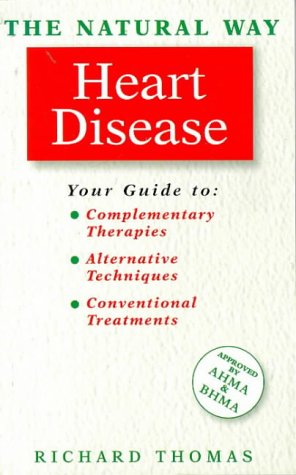 THE NATURAL WAY
Heart
Disease
Your Guide to:
Complementary
Therapies
Alternative
Techniques
Conventional
Treatments
APPROVED BY
AHMA &
BHMA
RICHARD THOMAS